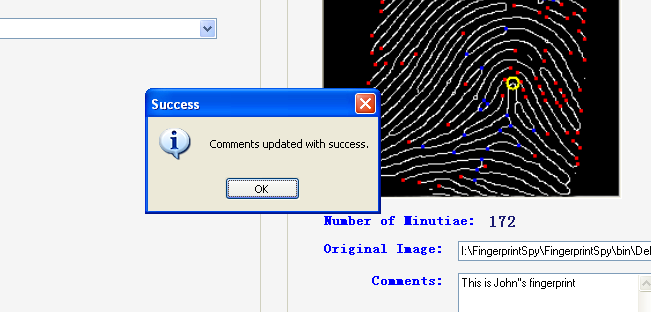 Success
Comments updated with success.
OK
Number of Minutiae: 172
Original Image: I:\FingerprintSpy\FingerprintSpy\bin\Del
Comments: This is John"s fingerprint